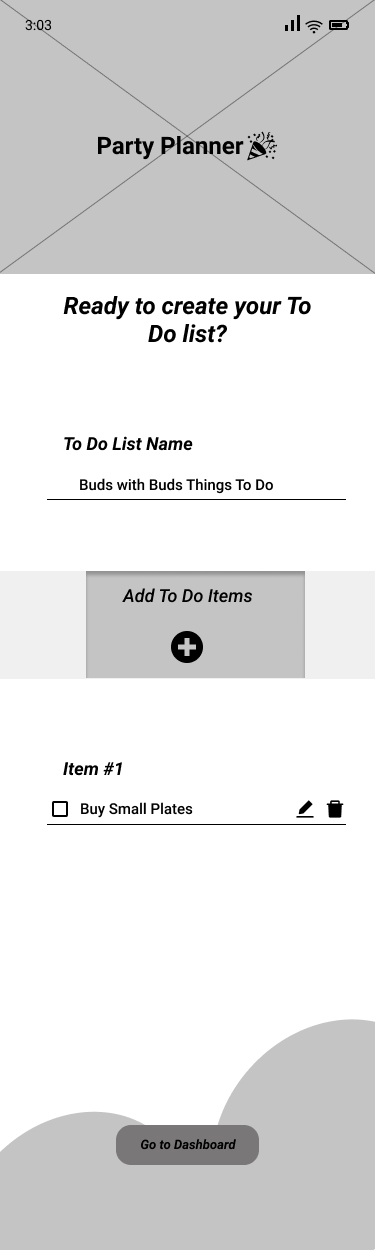 3:03
Party Planner
Ready to create your To
Do list?
To Do List Name
Buds with Buds Things To Do
Add To Do Items
Item #1
Buy Small Plates
Go to Dashboard